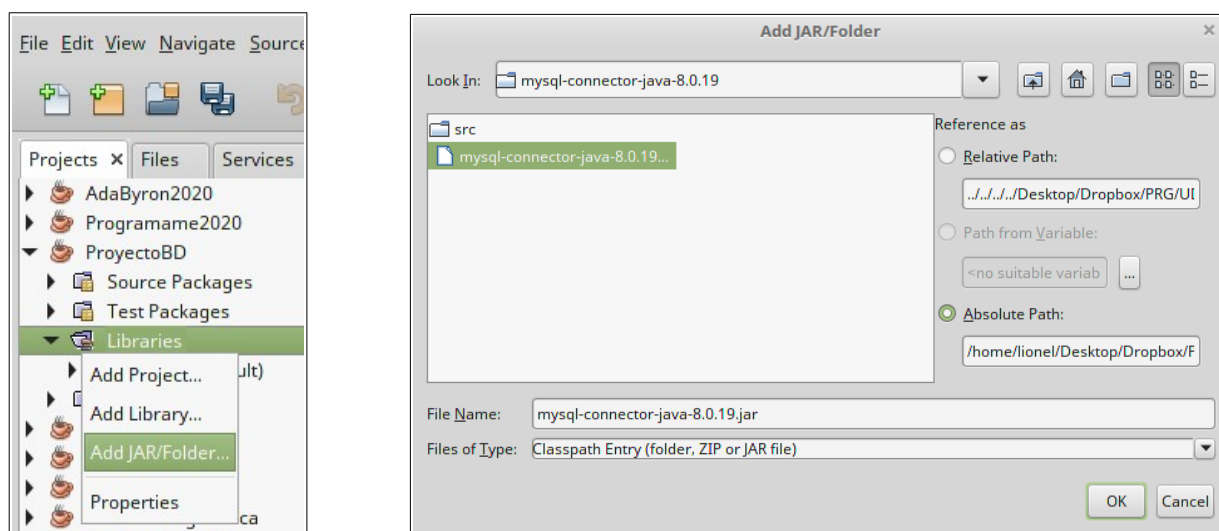 File Edit View Navigate Source
Projects × Files Services
AdaByron2020
Programame2020
ProyectoBD
Source Packages
Test Packages
Libraries
Add Project...
ult)
Add Library...
Add JAR/Folder...
Properties
ca
Add JAR/Folder
Look In: mysql-connector-java-8.0.19
src
mysql-connector-java-8.0.19...
Reference as
Relative Path:
../../../../Desktop/Dropbox/PRG/UI
Path from Variable:
<no suitable variab ...
Absolute Path:
/home/lionel/Desktop/Dropbox/F
File Name: mysql-connector-java-8.0.19.jar
Files of Type: Classpath Entry (folder, ZIP or JAR file)
OK Cancel